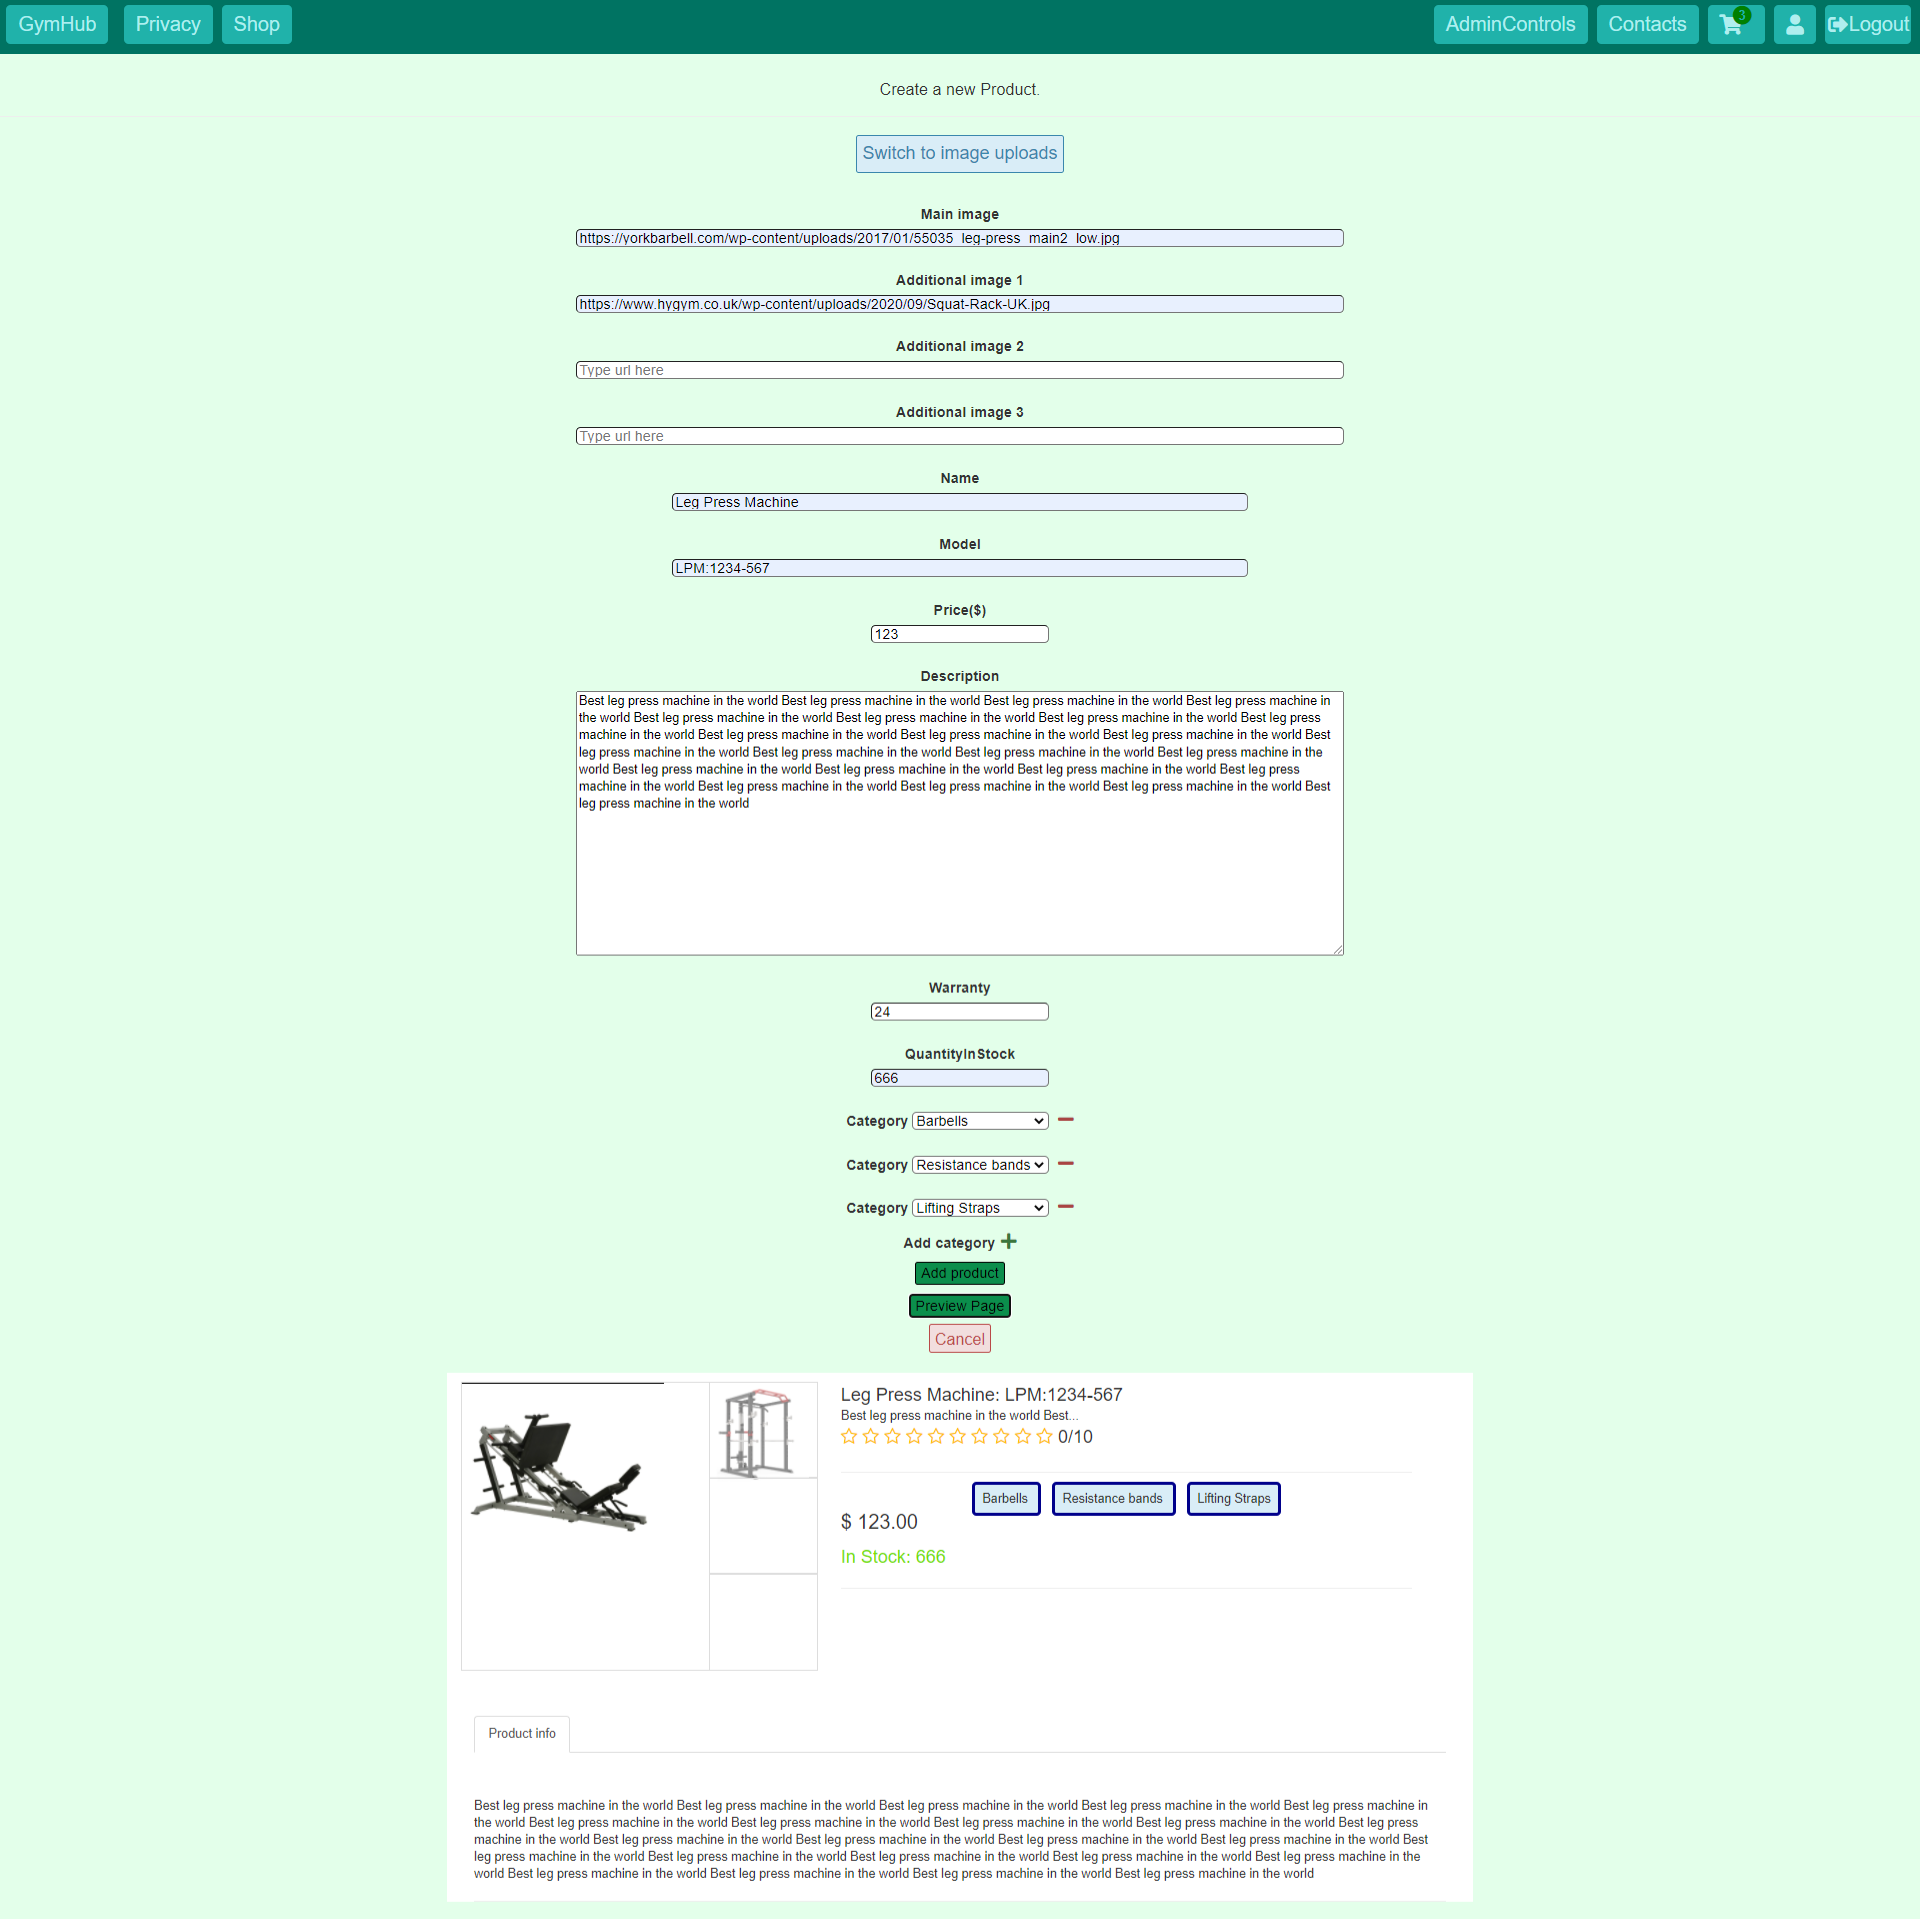 GymHub Privacy Shop AdminControls Contacts 3 Logout
Create a new Product.
Switch to image uploads
Main image
https://yorkbarbell.com/wp-content/uploads/2017/01/55035_leg-press_main2_low.jpg
Additional image 1
https://www.hygym.co.uk/wp-content/uploads/2020/09/Squat-Rack-UK.jpg
Additional image 2
Type url here
Additional image 3
Type url here
Name
Leg Press Machine
Model
LPM:1234-567
Price($)
123
Description
Best leg press machine in the world Best leg press machine in the world Best leg press machine in the world Best leg press machine in
the world Best leg press machine in the world Best leg press machine in the world Best leg press machine in the world Best leg press
machine in the world Best leg press machine in the world Best leg press machine in the world Best leg press machine in the world Best
leg press machine in the world Best leg press machine in the world Best leg press machine in the world Best leg press machine in the
world Best leg press machine in the world Best leg press machine in the world Best leg press machine in the world Best leg press
machine in the world Best leg press machine in the world Best leg press machine in the world Best leg press machine in the world Best
leg press machine in the world
Warranty
24
QuantityInStock
666
Category Barbells
Category Resistance bands
Category Lifting Straps
Add category
Add product
Preview Page
Cancel
Leg Press Machine: LPM:1234-567
Best leg press machine in the world Best...
0/10
Barbells Resistance bands Lifting Straps
$ 123.00
In Stock: 666
Product info
Best leg press machine in the world Best leg press machine in the world Best leg press machine in the world Best leg press machine in the world Best leg press machine in
the world Best leg press machine in the world Best leg press machine in the world Best leg press machine in the world Best leg press machine in the world Best leg press
machine in the world Best leg press machine in the world Best leg press machine in the world Best leg press machine in the world Best leg press machine in the world Best
leg press machine in the world Best leg press machine in the world Best leg press machine in the world Best leg press machine in the world Best leg press machine in the
world Best leg press machine in the world Best leg press machine in the world Best leg press machine in the world Best leg press machine in the world